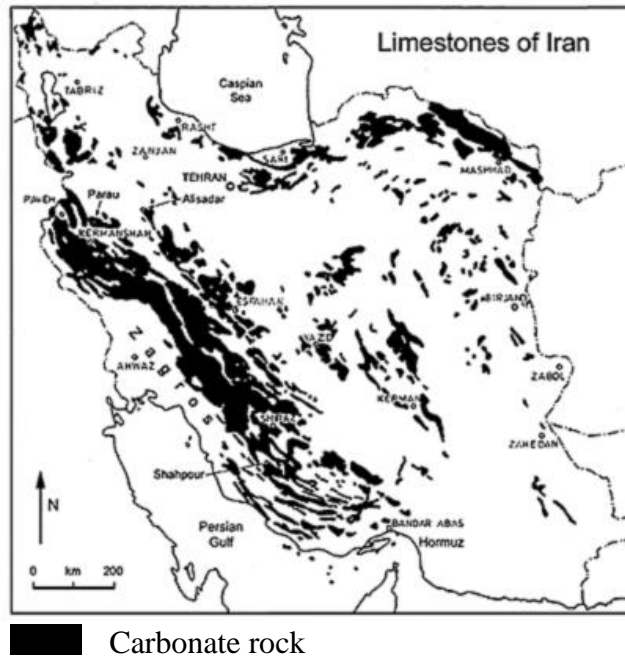 Limestones of Iran
Caspian
Sea
TABRIZ
RASHT
ZANJAN
SARI
TEHRAN
MASHHAD
PAVEH
Parau
Alisadar
KERMANSHAH
ESFAHAN
BIRJAND
YAZD
Zagros
AHWAZ
ZABOL
KERMAN
SHIRAZ
ZAHEDAN
Shahpour
N
Persian
Gulf
BANDAR ABAS
Hormuz
0 km 200
Carbonate rock